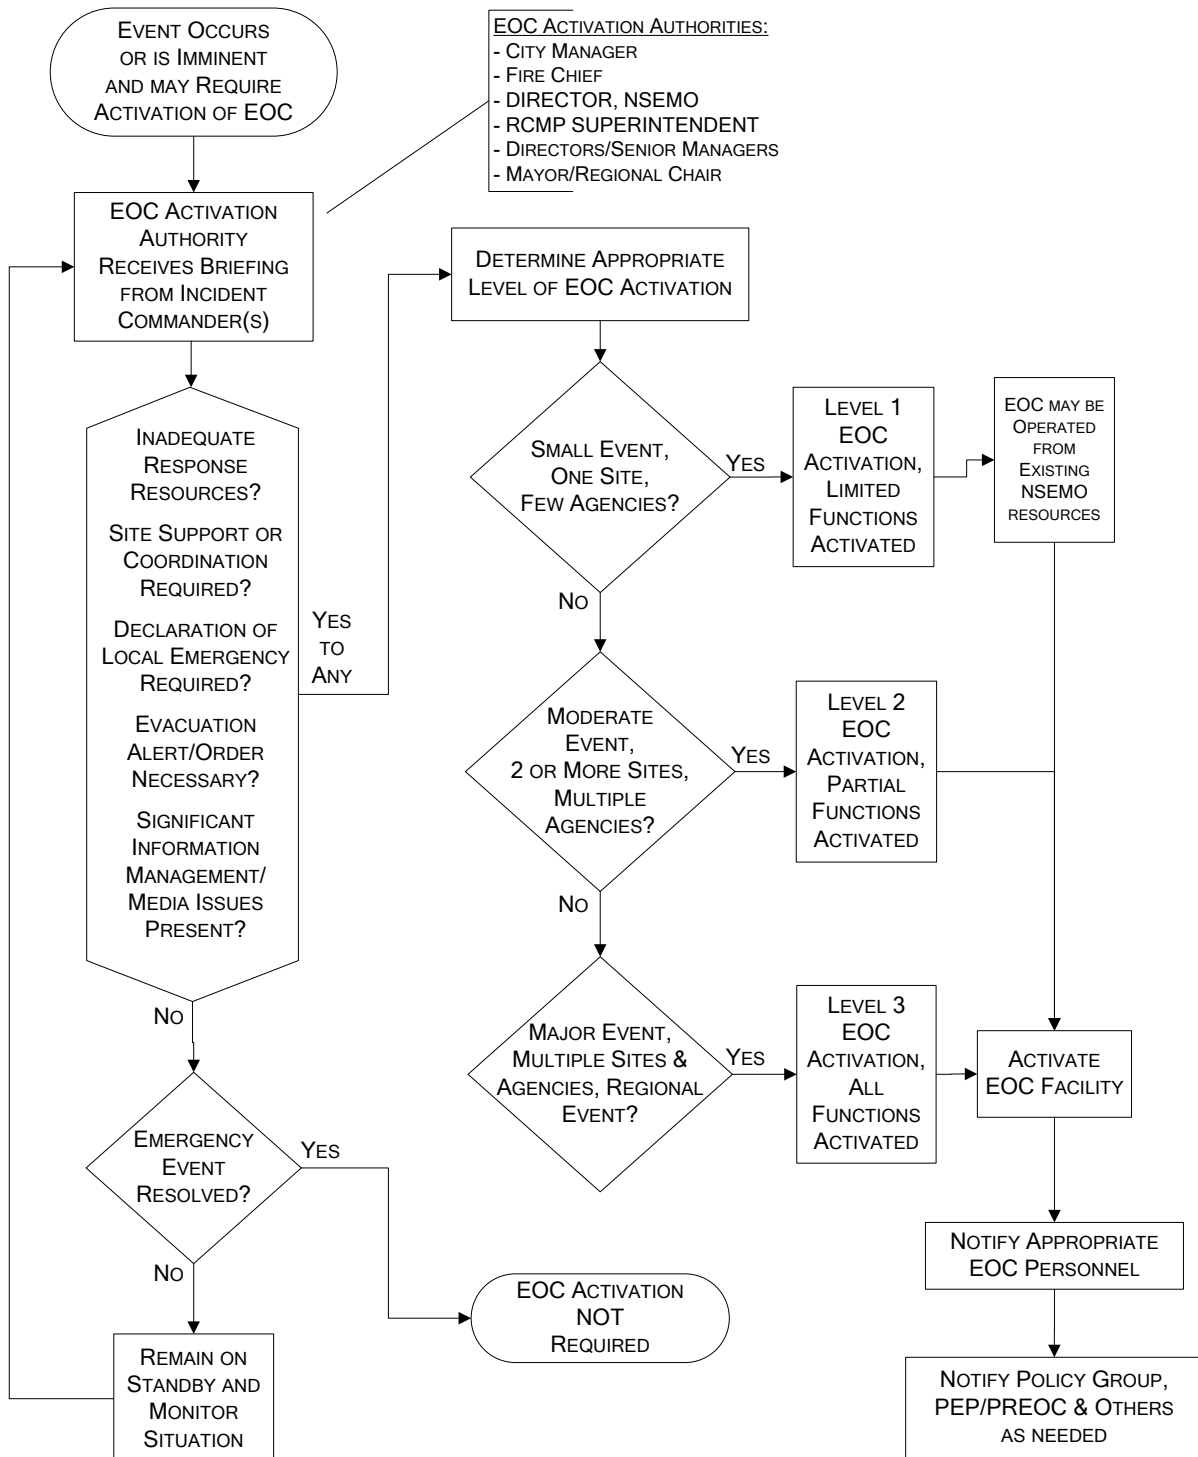 Event Occurs
or is Imminent
and may Require
Activation of EOC
EOC Activation Authorities:
- City Manager
- Fire Chief
- DIRECTOR, NSEMO
- RCMP SUPERINTENDENT
- Directors/Senior Managers
- Mayor/Regional Chair
EOC Activation
Authority
Receives Briefing
from Incident
Commander(s)
Inadequate
Response
Resources?
Site Support or
Coordination
Required?
Declaration of
Local Emergency
Required?
Evacuation
Alert/Order
Necessary?
Significant
Information
Management/
Media Issues
Present?
Yes
to
Any
No
Emergency
Event
Resolved?
Yes
No
Remain on
Standby and
Monitor
Situation
EOC Activation
NOT
Required
Determine Appropriate
Level of EOC Activation
Small Event,
One Site,
Few Agencies?
Yes
Level 1
EOC
Activation,
Limited
Functions
Activated
EOC may be
Operated
from
Existing
NSEMO
resources
No
Moderate
Event,
2 or More Sites,
Multiple
Agencies?
Yes
Level 2
EOC
Activation,
Partial
Functions
Activated
No
Major Event,
Multiple Sites &
Agencies, Regional
Event?
Yes
Level 3
EOC
Activation,
All
Functions
Activated
Activate
EOC Facility
Notify Appropriate
EOC Personnel
Notify Policy Group,
PEP/PREOC & Others
as needed